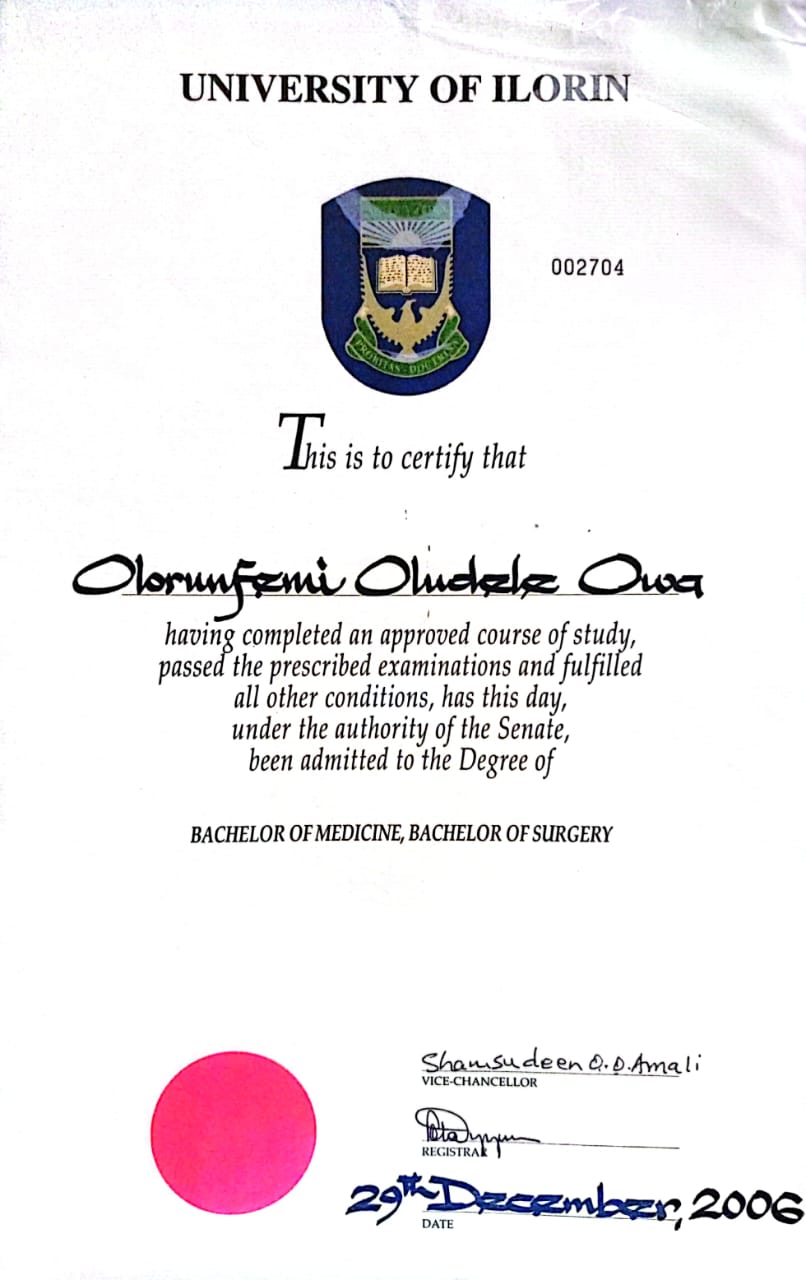 UNIVERSITY OF ILORIN
002704
PROBITAS - DOCTRINA
This is to certify that
Olorunfemi Oludele Owa
having completed an approved course of study,
passed the prescribed examinations and fulfilled
all other conditions, has this day,
under the authority of the Senate,
been admitted to the Degree of
BACHELOR OF MEDICINE, BACHELOR OF SURGERY
Shamsudeen O.O. Amali
VICE-CHANCELLOR
REGISTRAR
29th December, 2006
DATE